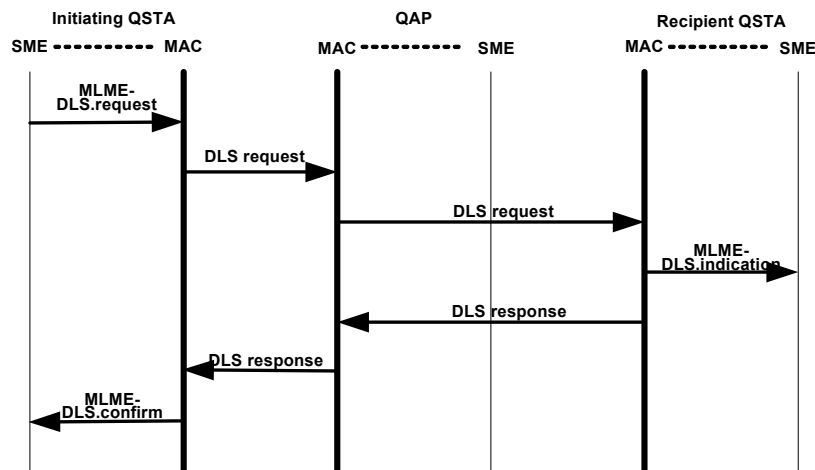 Initiating QSTA QAP Recipient QSTA
SME MAC MAC SME MAC SME
MLME-
DLS.request
DLS request
DLS request
MLME-
DLS.indication
DLS response
DLS response
MLME-
DLS.confirm